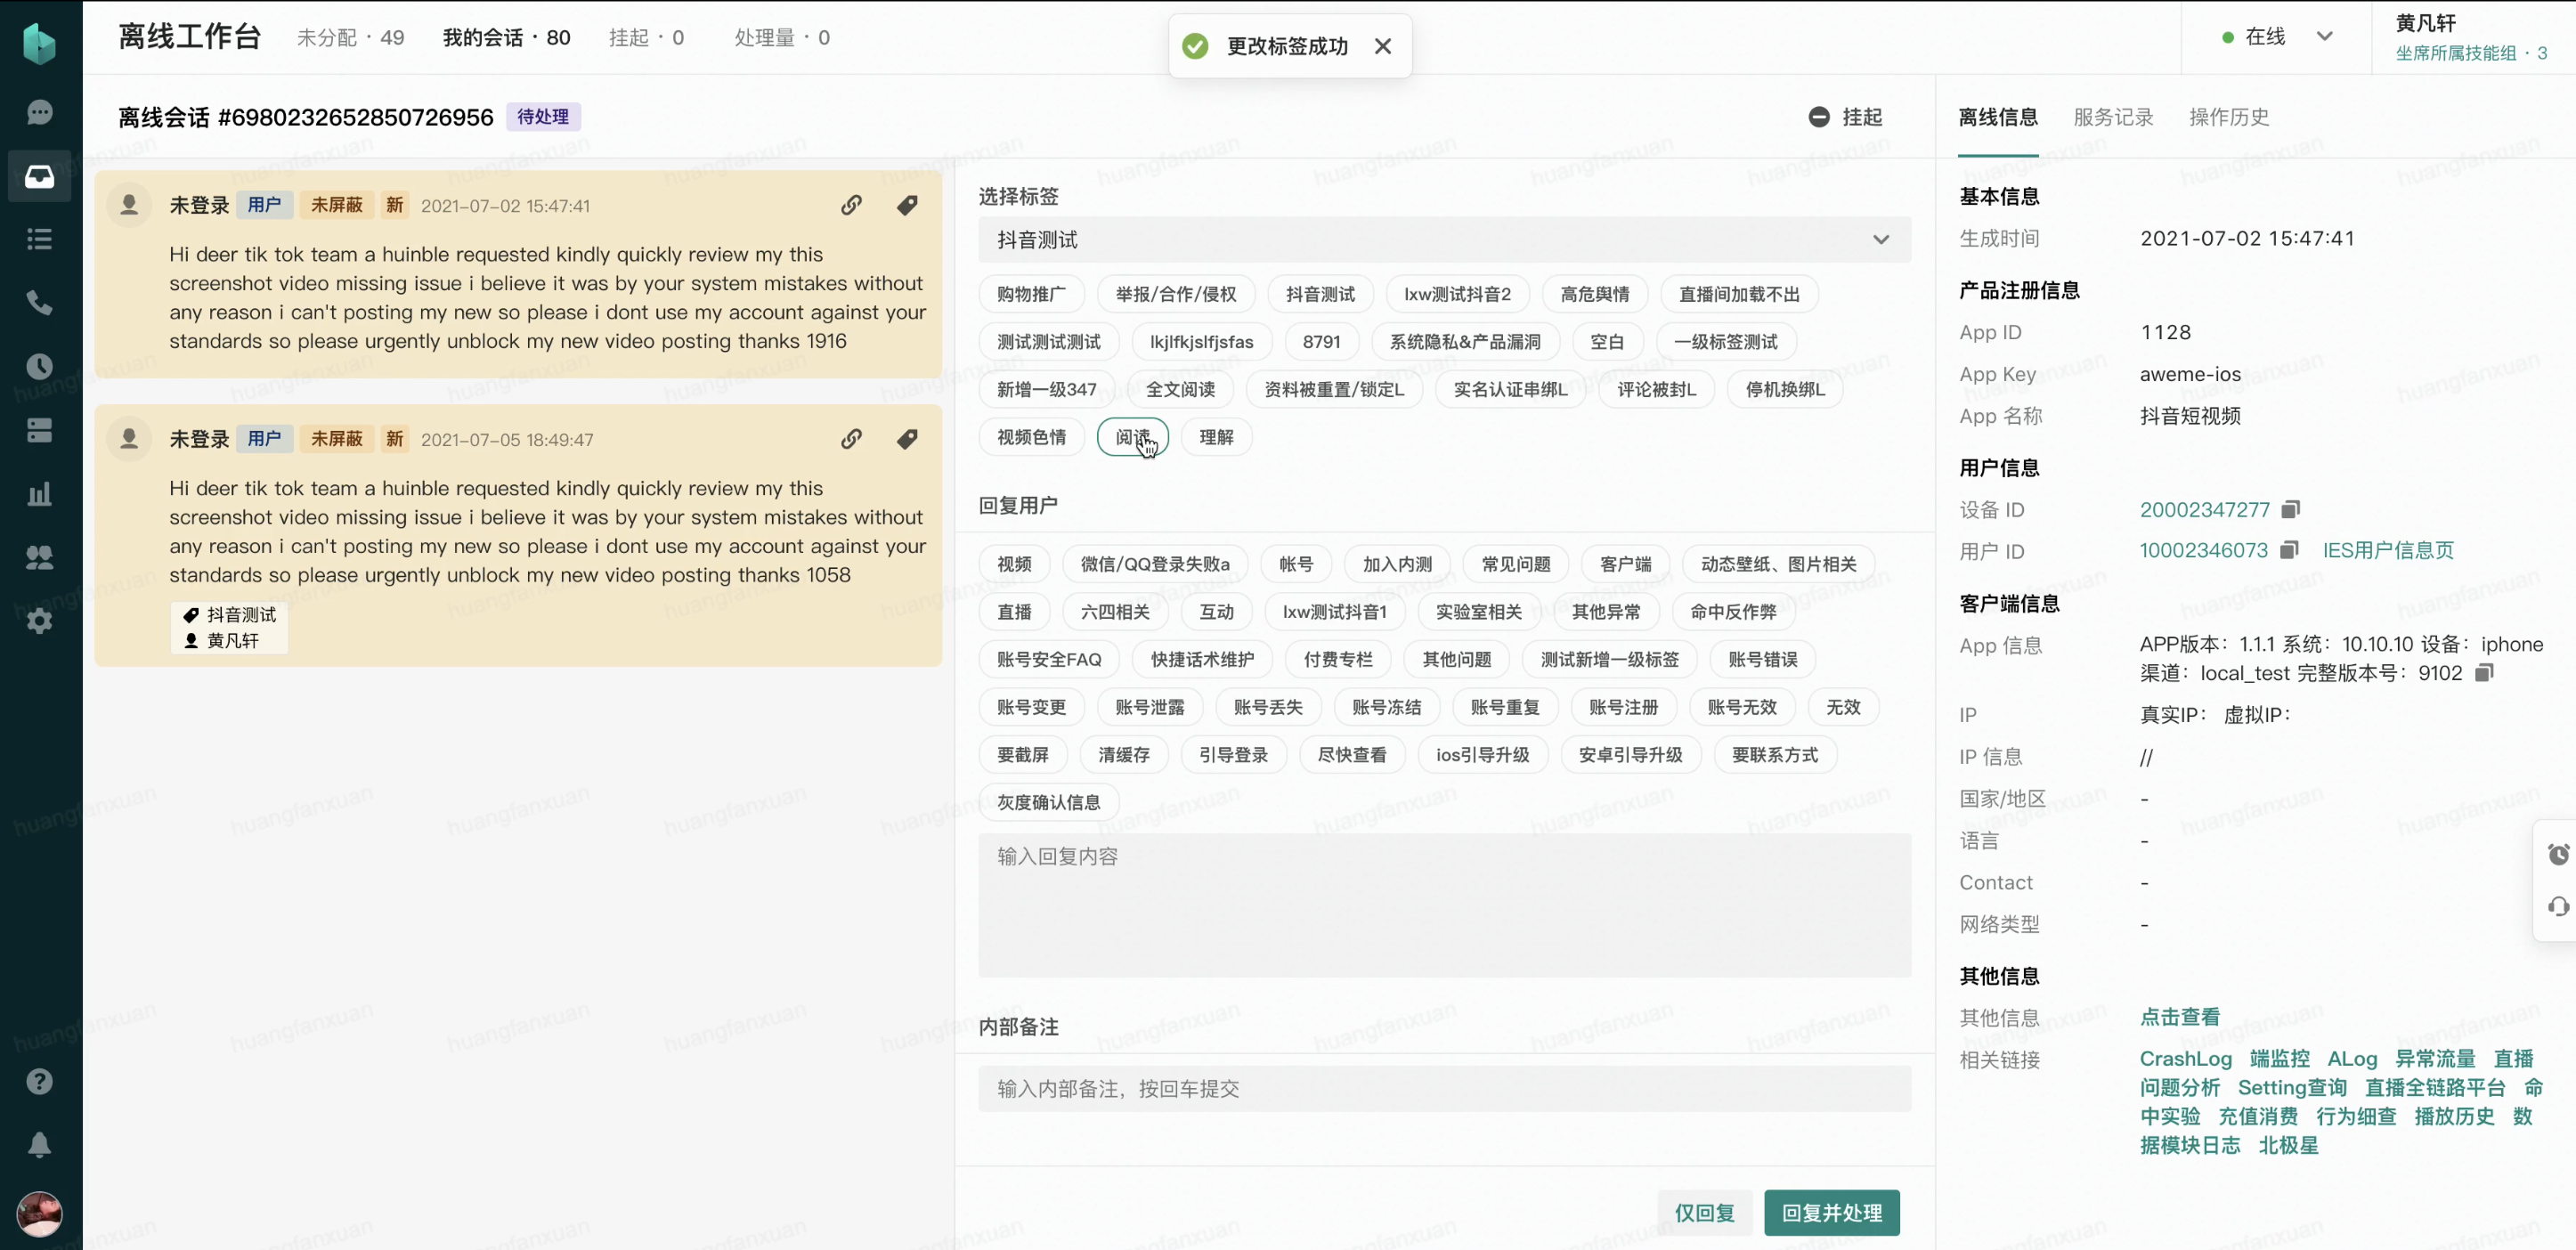 离线工作台 未分配 · 49 我的会话 · 80 挂起 · 0 处理量 · 0
更改标签成功
在线
黄凡轩
坐席所属技能组 · 3
离线会话 #6980232652850726956 待处理
挂起
未登录 用户 未屏蔽 新 2021-07-02 15:47:41
Hi deer tik tok team a huinble requested kindly quickly review my this
screenshot video missing issue i believe it was by your system mistakes without
any reason i can't posting my new so please i dont use my account against your
standards so please urgently unblock my new video posting thanks 1916
未登录 用户 未屏蔽 新 2021-07-05 18:49:47
Hi deer tik tok team a huinble requested kindly quickly review my this
screenshot video missing issue i believe it was by your system mistakes without
any reason i can't posting my new so please i dont use my account against your
standards so please urgently unblock my new video posting thanks 1058
抖音测试
黄凡轩
选择标签
抖音测试
购物推广 举报/合作/侵权 抖音测试 lxw测试抖音2 高危舆情 直播间加载不出
测试测试测试 lkjlfkjslfjsfas 8791 系统隐私&产品漏洞 空白 一级标签测试
新增一级347 全文阅读 资料被重置/锁定L 实名认证串绑L 评论被封L 停机换绑L
视频色情 阅读 理解
回复用户
视频 微信/QQ登录失败a 帐号 加入内测 常见问题 客户端 动态壁纸、图片相关
直播 六四相关 互动 lxw测试抖音1 实验室相关 其他异常 命中反作弊
账号安全FAQ 快捷话术维护 付费专栏 其他问题 测试新增一级标签 账号错误
账号变更 账号泄露 账号丢失 账号冻结 账号重复 账号注册 账号无效 无效
要截屏 清缓存 引导登录 尽快查看 ios引导升级 安卓引导升级 要联系方式
灰度确认信息
输入回复内容
内部备注
输入内部备注，按回车提交
仅回复 回复并处理
离线信息 服务记录 操作历史
基本信息
生成时间 2021-07-02 15:47:41
产品注册信息
App ID 1128
App Key aweme-ios
App 名称 抖音短视频
用户信息
设备 ID 20002347277
用户 ID 10002346073 IES用户信息页
客户端信息
App 信息 APP版本：1.1.1 系统：10.10.10 设备：iphone
渠道：local_test 完整版本号：9102
IP 真实IP： 虚拟IP：
IP 信息 //
国家/地区 -
语言 -
Contact -
网络类型 -
其他信息
其他信息 点击查看
相关链接 CrashLog 端监控 ALog 异常流量 直播
问题分析 Setting查询 直播全链路平台 命
中实验 充值消费 行为细查 播放历史 数
据模块日志 北极星
huangfanxuan